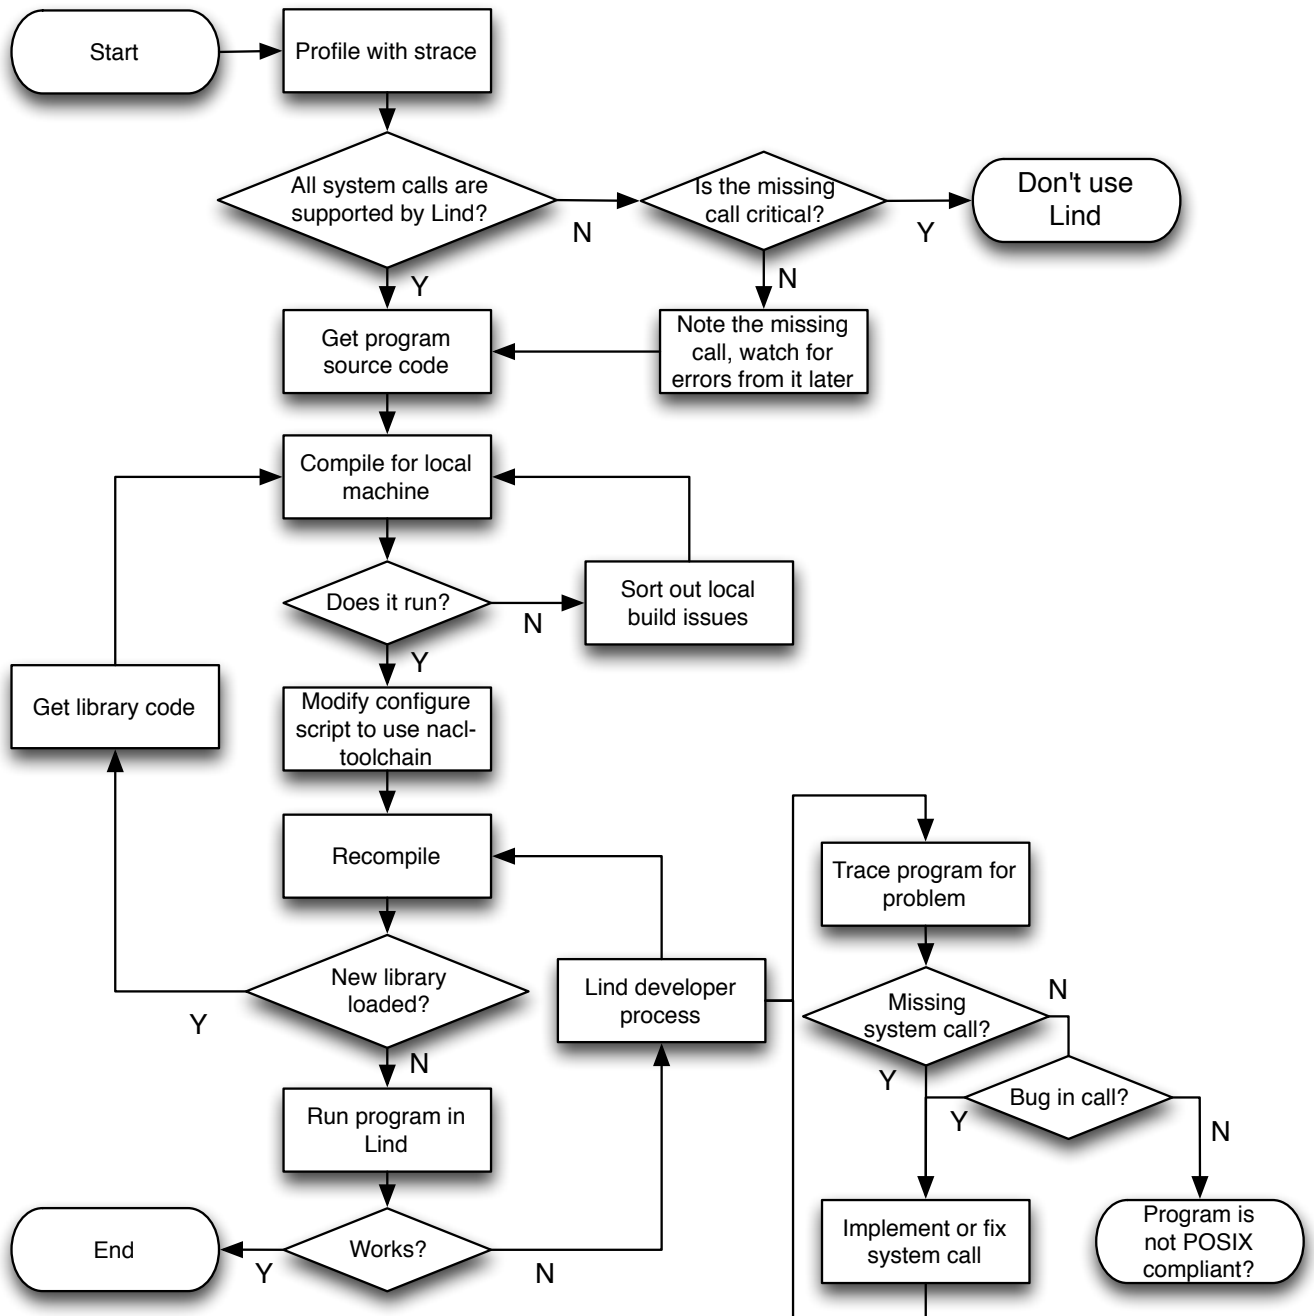 Start
Profile with strace
All system calls are
supported by Lind?
N
Is the missing
call critical?
Y
Don't use
Lind
Y
N
Get program
source code
Note the missing
call, watch for
errors from it later
Compile for local
machine
Does it run?
N
Sort out local
build issues
Y
Get library code
Modify configure
script to use nacl-
toolchain
Recompile
Trace program for
problem
New library
loaded?
Y
N
Lind developer
process
Missing
system call?
N
Y
Bug in call?
Y
N
Run program in
Lind
Works?
Y
N
End
Implement or fix
system call
Program is
not POSIX
compliant?